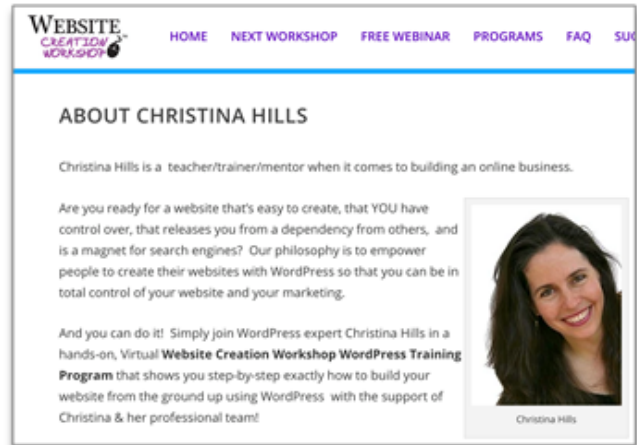 WEBSITE
CREATION
WORKSHOP
HOME NEXT WORKSHOP FREE WEBINAR PROGRAMS FAQ
ABOUT CHRISTINA HILLS
Christina Hills is a teacher/trainer/mentor when it comes to building an online business.
Are you ready for a website that's easy to create, that YOU have
control over, that releases you from a dependency from others, and
is a magnet for search engines? Our philosophy is to empower
people to create their websites with WordPress so that you can be in
total control of your website and your marketing.
And you can do it! Simply join WordPress expert Christina Hills in a
hands-on, Virtual Website Creation Workshop WordPress Training
Program that shows you step-by-step exactly how to build your
website from the ground up using WordPress with the support of
Christina & her professional team!
Christina Hills